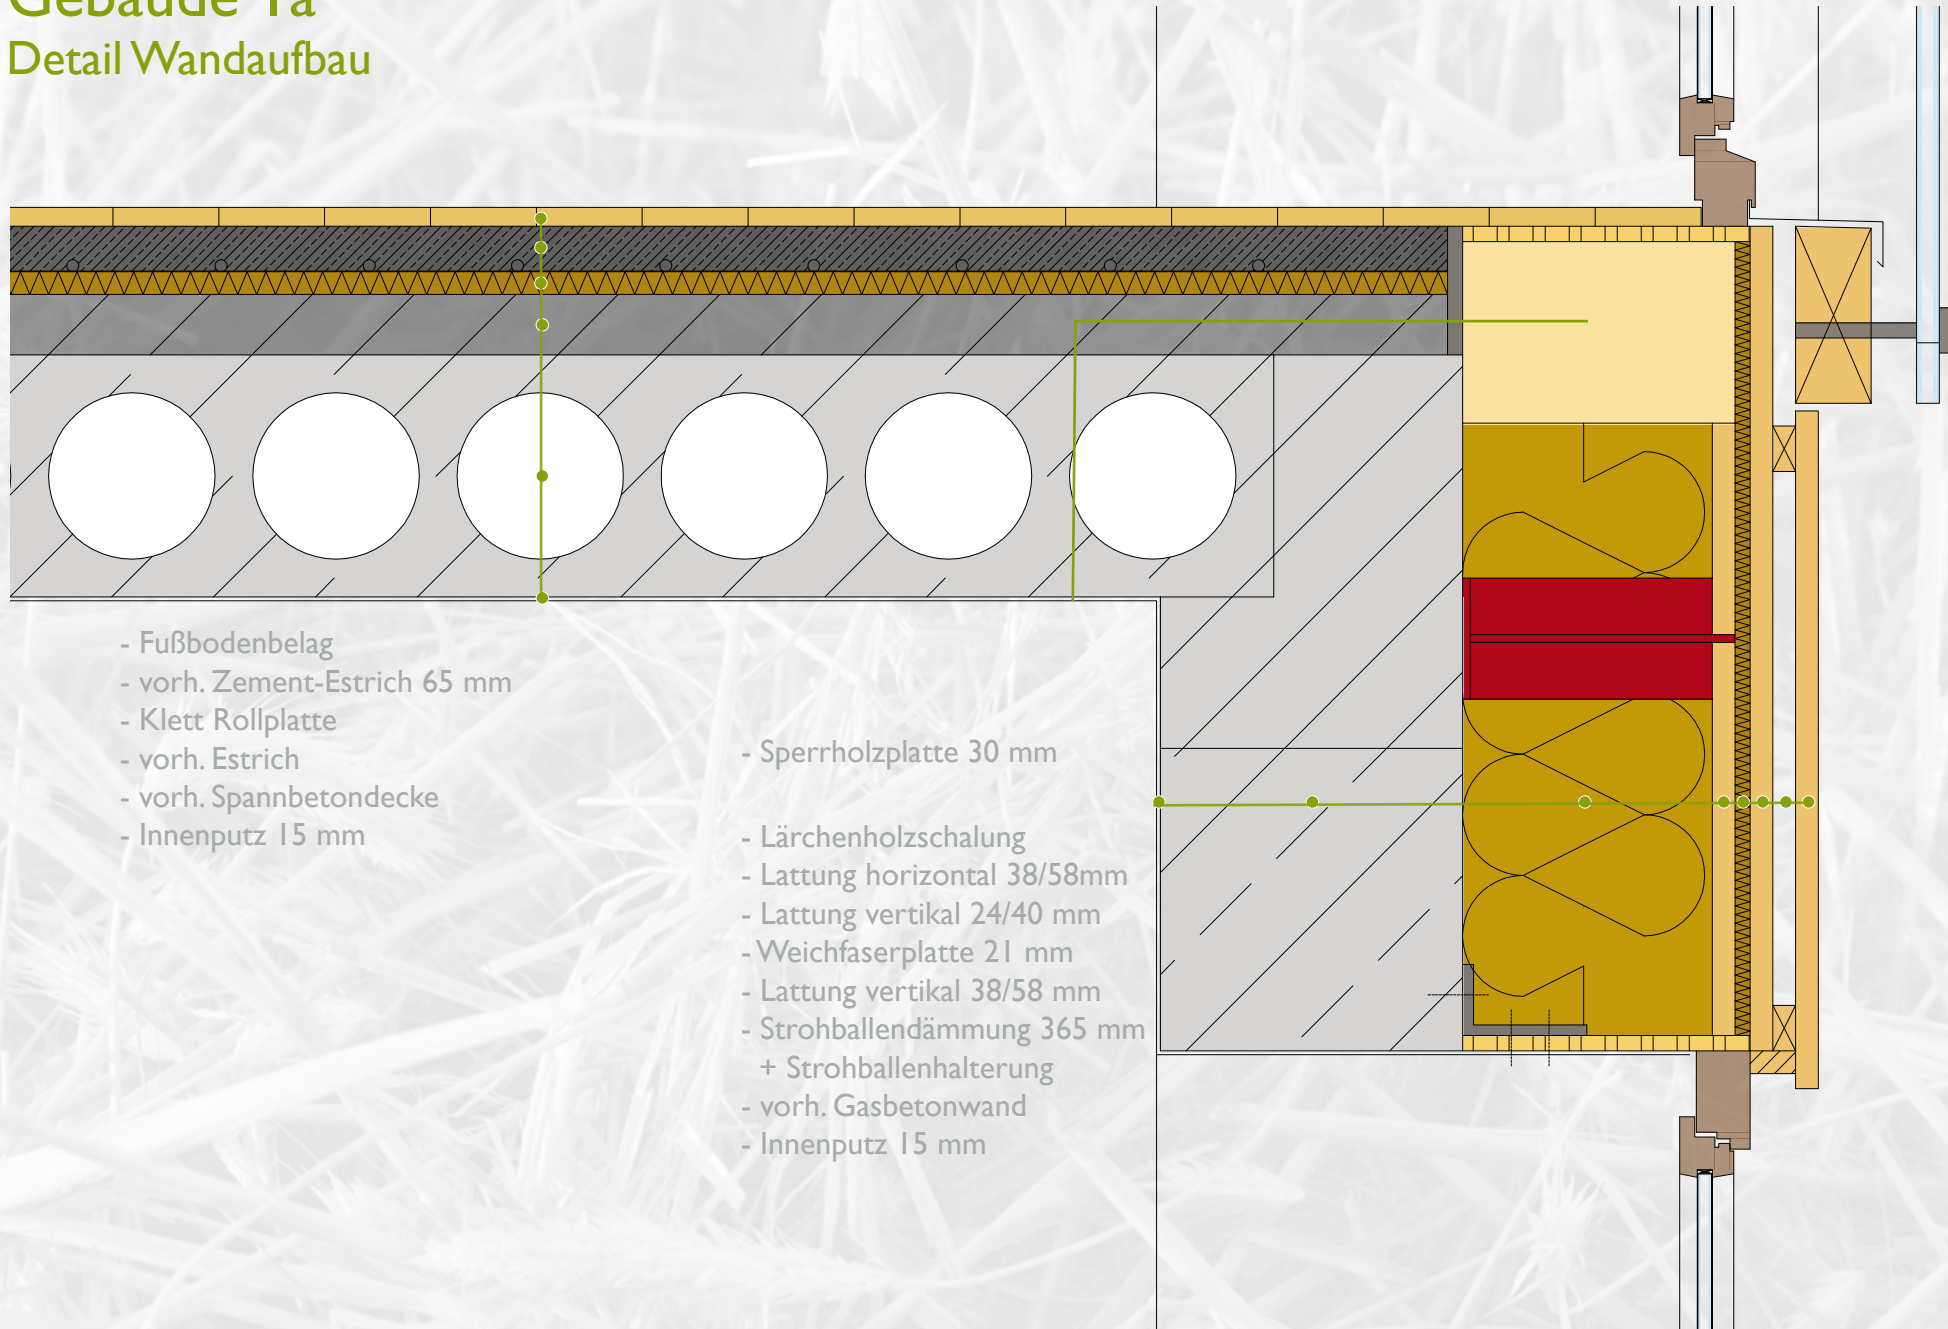 Gebäude 1a
Detail Wandaufbau
- Fußbodenbelag
- vorh. Zement-Estrich 65 mm
- Klett Rollplatte
- vorh. Estrich
- vorh. Spannbetondecke
- Innenputz 15 mm
- Sperrholzplatte 30 mm
- Lärchenholzschalung
- Lattung horizontal 38/58mm
- Lattung vertikal 24/40 mm
- Weichfaserplatte 21 mm
- Lattung vertikal 38/58 mm
- Strohballendämmung 365 mm
+ Strohballenhalterung
- vorh. Gasbetonwand
- Innenputz 15 mm